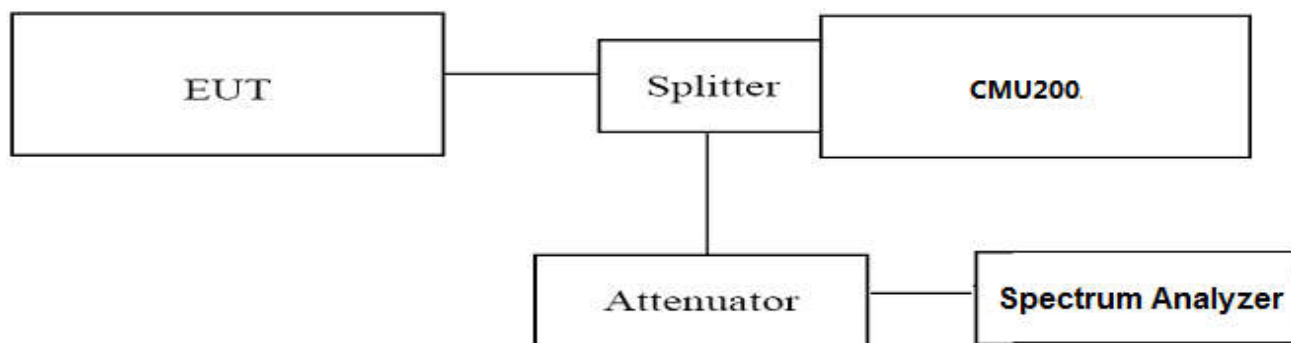 EUT
Splitter
CMU200.
Attenuator
Spectrum Analyzer